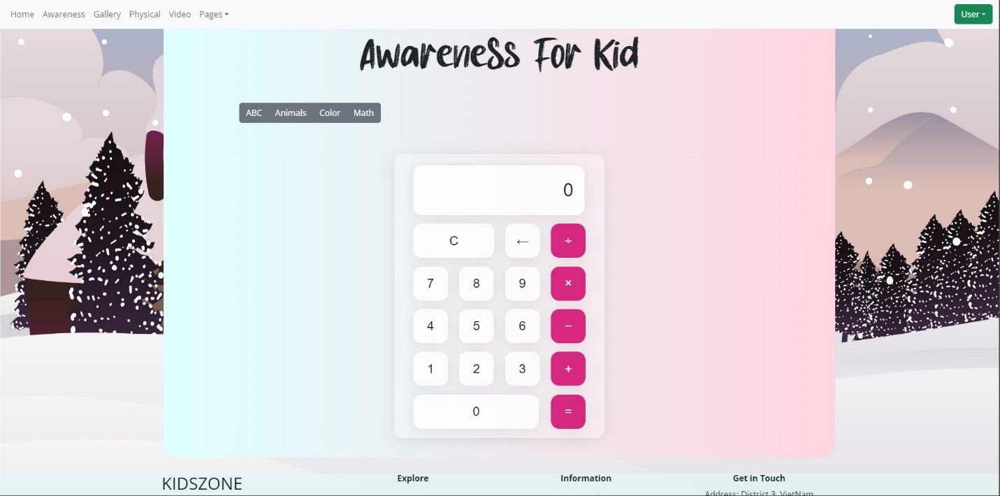 Home Awareness Gallery Physical Video Pages User
Awareness For Kid
ABC Animals Color Math
0
C ← ÷
7 8 9 ×
4 5 6 −
1 2 3 +
0 =
KIDSZONE Explore Information Get in Touch
Address: District 3, VietNam